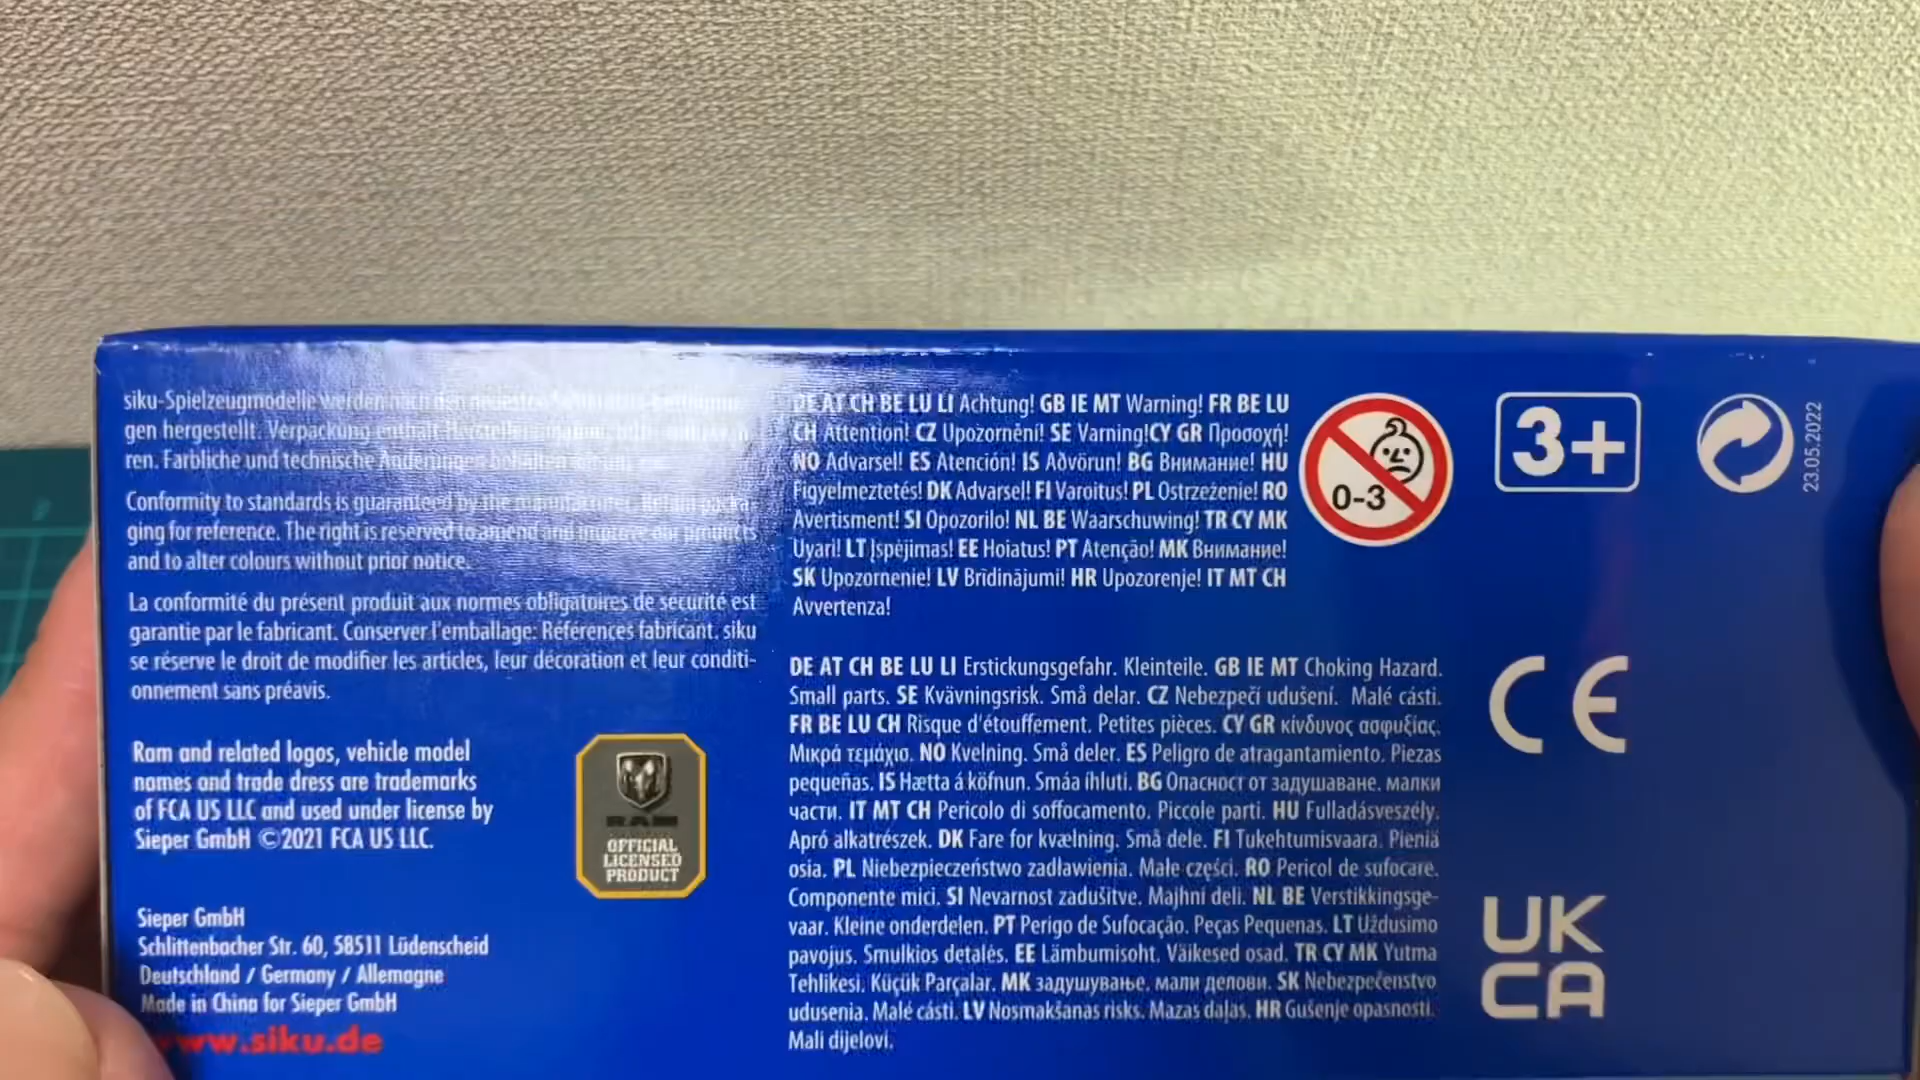 siku-Spielzeugmodelle werden nach den neuesten
gen hergestellt. Verpackung enthält
ren. Farbliche und technische Änderungen
Conformity to standards is guaranteed by the manufacturer. Retain packa-
ging for reference. The right is reserved to amend and improve our products
and to alter colours without prior notice.
La conformité du présent produit aux normes obligatoires de sécurité est
garantie par le fabricant. Conserver l'emballage: Références fabricant. siku
se réserve le droit de modifier les articles, leur décoration et leur conditi-
onnement sans préavis.
Ram and related logos, vehicle model
names and trade dress are trademarks
of FCA US LLC and used under license by
Sieper GmbH ©2021 FCA US LLC.
RAM
OFFICIAL
LICENSED
PRODUCT
Sieper GmbH
Schlittenbacher Str. 60, 58511 Lüdenscheid
Deutschland / Germany / Allemagne
Made in China for Sieper GmbH
www.siku.de
DE AT CH BE LU LI Achtung! GB IE MT Warning! FR BE LU
CH Attention! CZ Upozornění! SE Varning!CY GR Προσοχή!
NO Advarsel! ES Atención! IS Aðvörun! BG Внимание! HU
Figyelmeztetés! DK Advarsel! FI Varoitus! PL Ostrzeżenie! RO
Avertisment! SI Opozorilo! NL BE Waarschuwing! TR CY MK
Uyari! LT Įspėjimas! EE Hoiatus! PT Atenção! MK Внимание!
SK Upozornenie! LV Brīdinājumi! HR Upozorenje! IT MT CH
Avvertenza!
DE AT CH BE LU LI Erstickungsgefahr. Kleinteile. GB IE MT Choking Hazard.
Small parts. SE Kvävningsrisk. Små delar. CZ Nebezpečí udušení. Malé cásti.
FR BE LU CH Risque d'étouffement. Petites pièces. CY GR κίνδυνος ασφυξίας.
Μικρά τεμάχιο. NO Kvelning. Små deler. ES Peligro de atragantamiento. Piezas
pequeñas. IS Hætta á köfnun. Smáa íhluti. BG Опасност от задушаване. малки
части. IT MT CH Pericolo di soffocamento. Piccole parti. HU Fulladásveszély.
Apró alkatrészek. DK Fare for kvælning. Små dele. FI Tukehtumisvaara. Pieniä
osia. PL Niebezpieczeństwo zadławienia. Małe części. RO Pericol de sufocare.
Componente mici. SI Nevarnost zadušitve. Majhni deli. NL BE Verstikkingsge-
vaar. Kleine onderdelen. PT Perigo de Sufocação. Peças Pequenas. LT Uždusimo
pavojus. Smulkios detalės. EE Lämbumisoht. Väikesed osad. TR CY MK Yutma
Tehlikesi. Küçük Parçalar. MK задушување. мали делови. SK Nebezpečenstvo
udusenia. Malé cásti. LV Nosmakšanas risks. Mazas daļas. HR Gušenje opasnosti.
Mali dijelovi.
0-3
3+
23.05.2022
CE
UK
CA